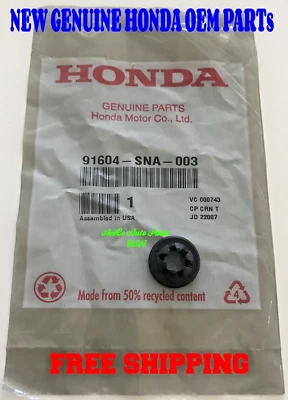 NEW GENUINE HONDA OEM PARTs
HONDA
GENUINE PARTS
Honda Motor Co., Ltd.
91604-SNA-003
1
VC 000743
CP CRN T
Assembled in USA
JD 22087
Made from 50% recycled content
4
FREE SHIPPING